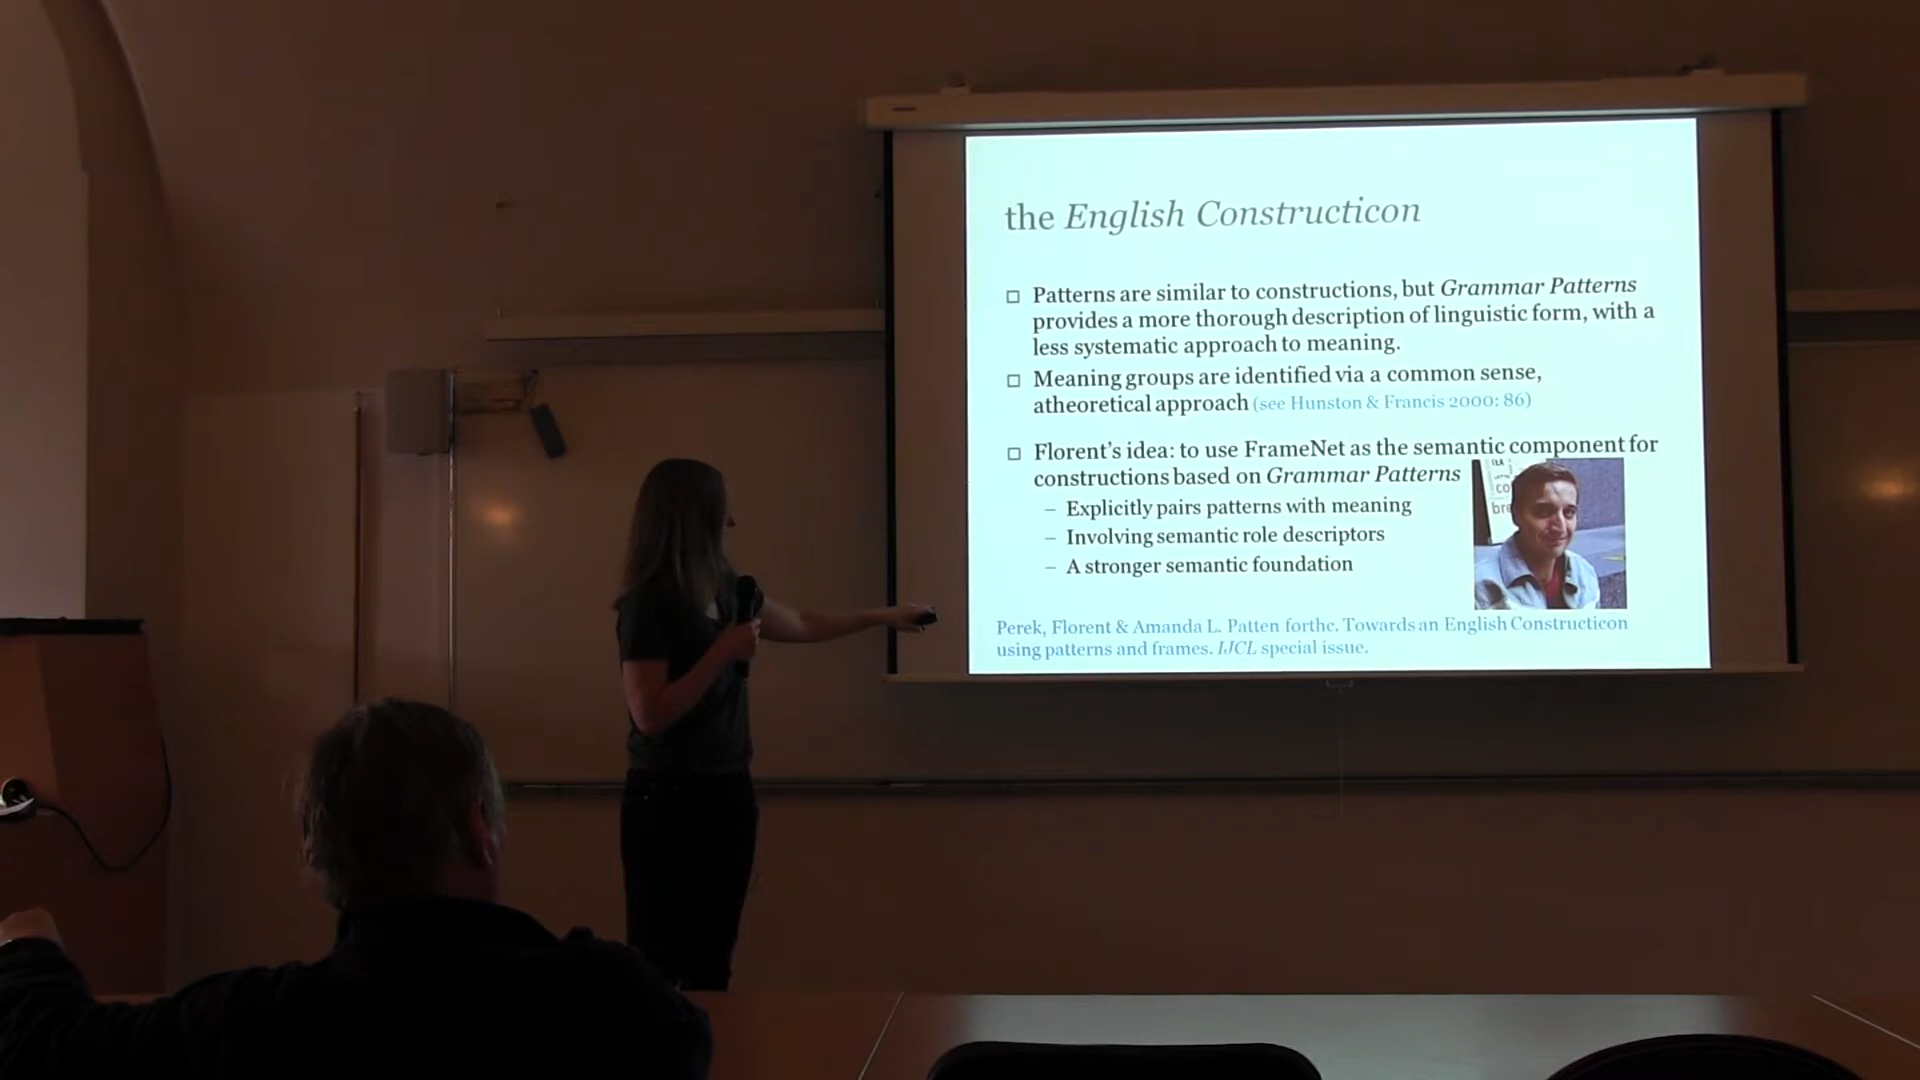 the English Constructicon
Patterns are similar to constructions, but Grammar Patterns
provides a more thorough description of linguistic form, with a
less systematic approach to meaning.
Meaning groups are identified via a common sense,
atheoretical approach (see Hunston & Francis 2000: 86)
Florent's idea: to use FrameNet as the semantic component for
constructions based on Grammar Patterns
– Explicitly pairs patterns with meaning
– Involving semantic role descriptors
– A stronger semantic foundation
co
bre
Perek, Florent & Amanda L. Patten forthc. Towards an English Constructicon
using patterns and frames. IJCL special issue.